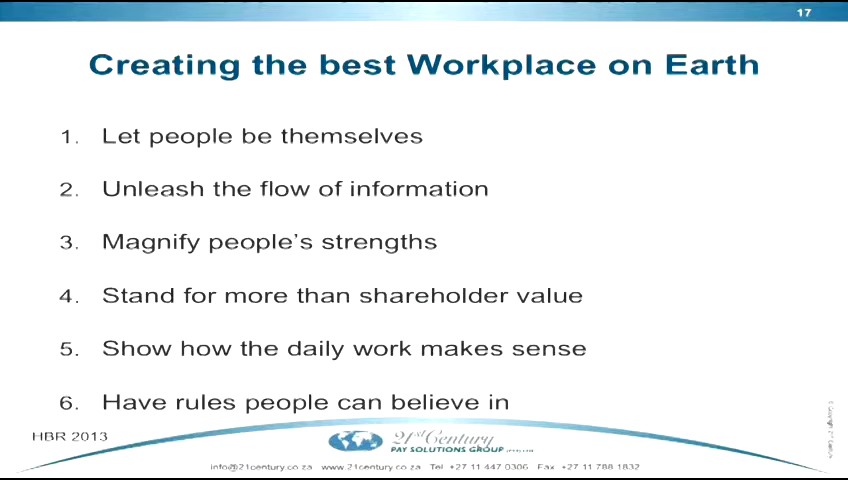 17
Creating the best Workplace on Earth
1. Let people be themselves
2. Unleash the flow of information
3. Magnify people's strengths
4. Stand for more than shareholder value
5. Show how the daily work makes sense
6. Have rules people can believe in
HBR 2013
21st Century
PAY SOLUTIONS GROUP
info@21century.co.za www.21century.co.za Tel +27 11 447 0306 Fax +27 11 788 1832